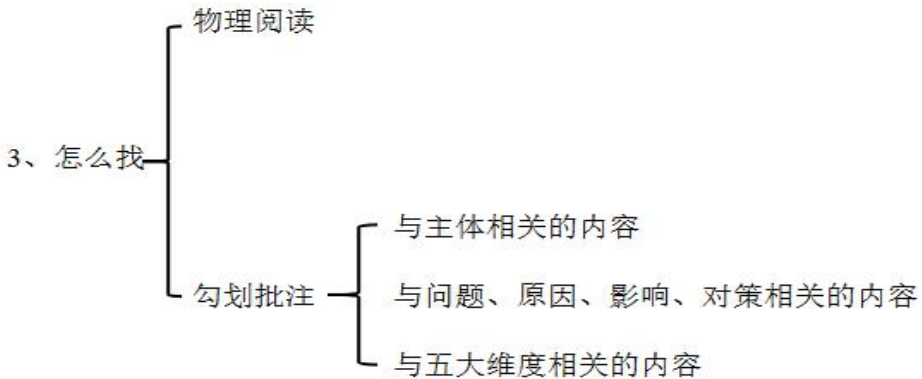 物理阅读
3、怎么找
与主体相关的内容
勾划批注
与问题、原因、影响、对策相关的内容
与五大维度相关的内容